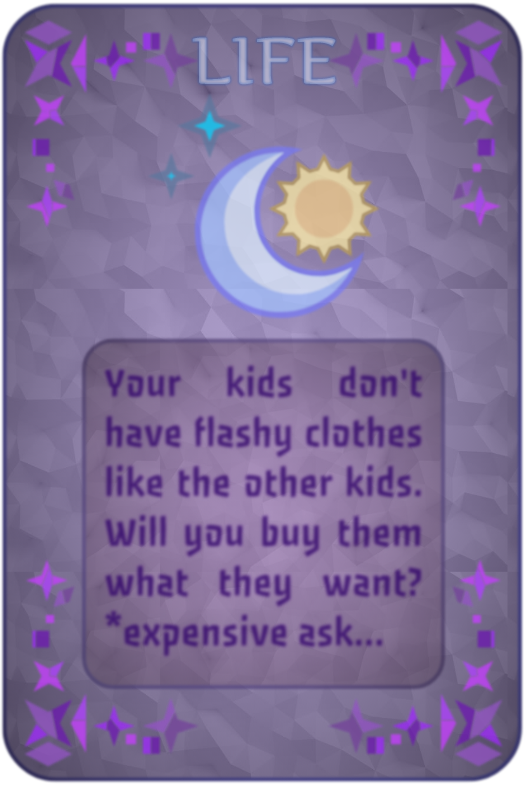 LIFE
Your kids don't
have flashy clothes
like the other kids.
Will you buy them
what they want?
*expensive ask...